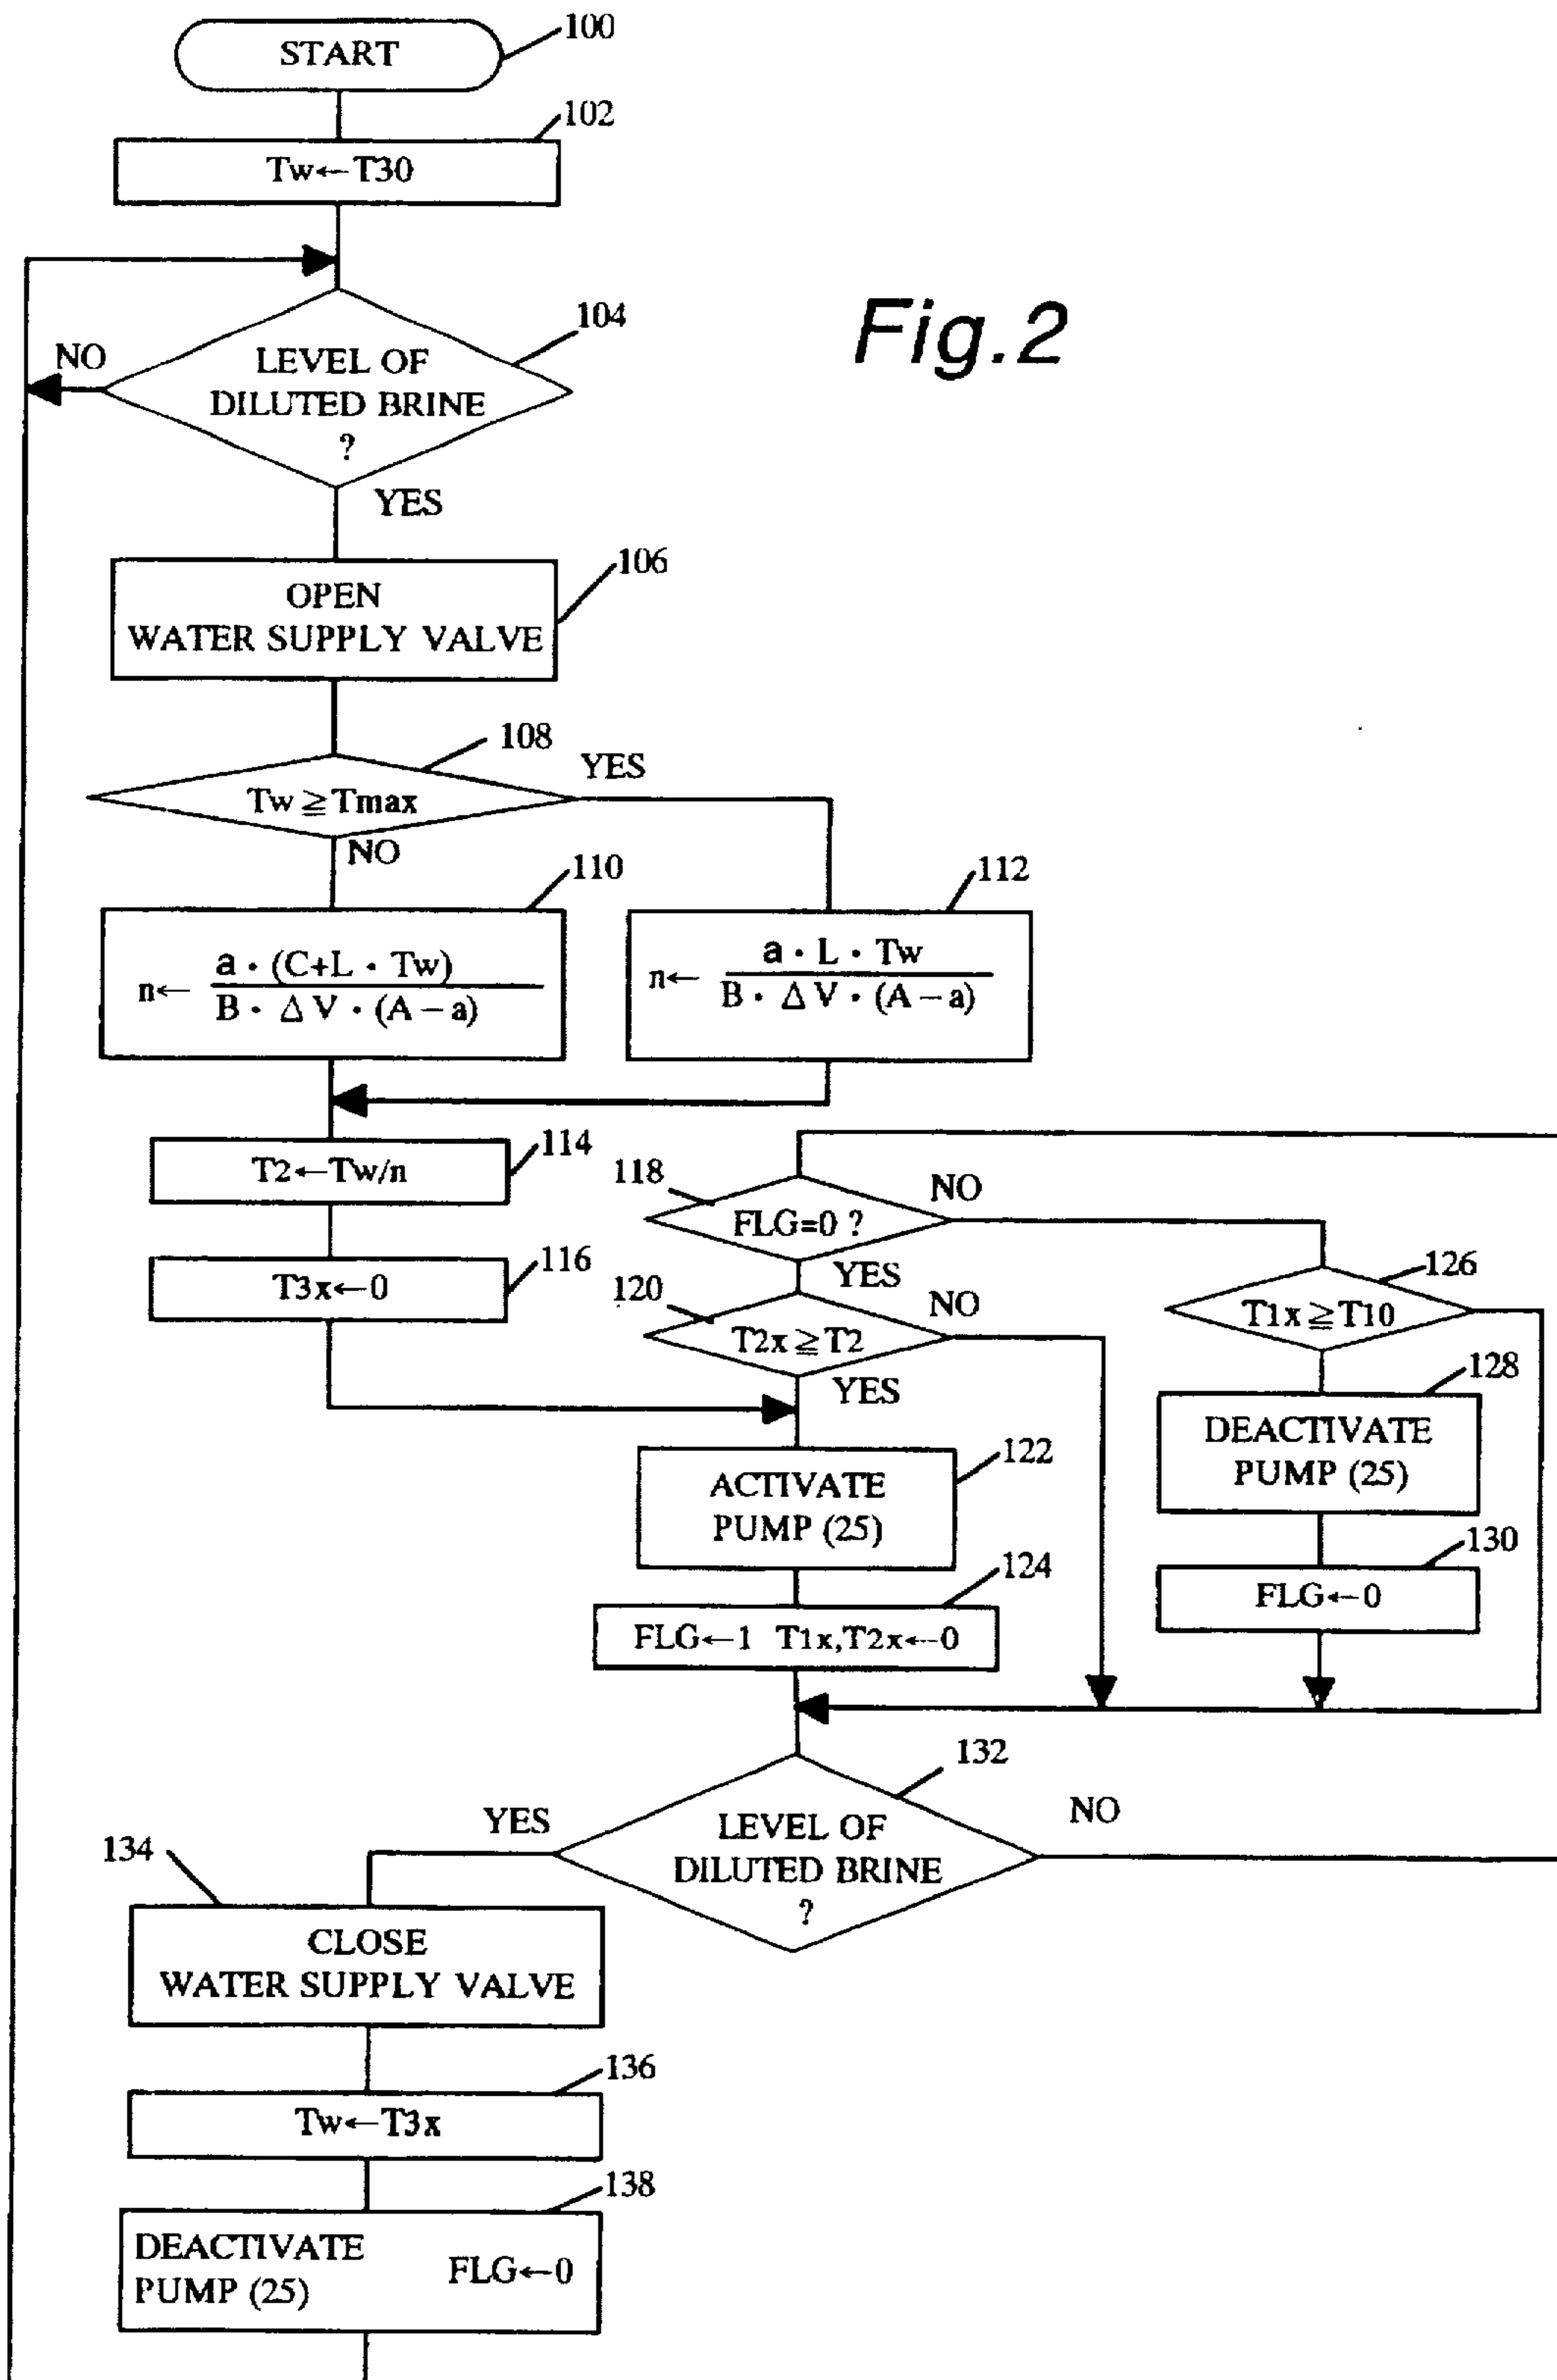 START
100
102
Tw←T30
Fig.2
104
NO
LEVEL OF
DILUTED BRINE
?
YES
106
OPEN
WATER SUPPLY VALVE
108
YES
Tw ≧ Tmax
NO
110
112
n← a · (C+L · Tw)
B · Δ V · (A – a)
n← a · L · Tw
B · Δ V · (A – a)
114
T2←Tw/n
118
NO
FLG=0 ?
116
T3x←0
YES
120
NO
126
T2x ≧ T2
T1x ≧ T10
YES
128
DEACTIVATE
PUMP (25)
122
ACTIVATE
PUMP (25)
124
130
FLG←1 T1x,T2x←0
FLG←0
132
YES
NO
LEVEL OF
DILUTED BRINE
?
134
CLOSE
WATER SUPPLY VALVE
136
Tw←T3x
138
DEACTIVATE
PUMP (25)
FLG←0